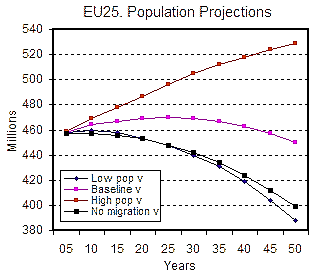 EU25. Population Projections
540
520
500
480
460
440
420
400
380
Millions
Low pop v
Baseline v
High pop v
No migration v
05 10 15 20 25 30 35 40 45 50
Years